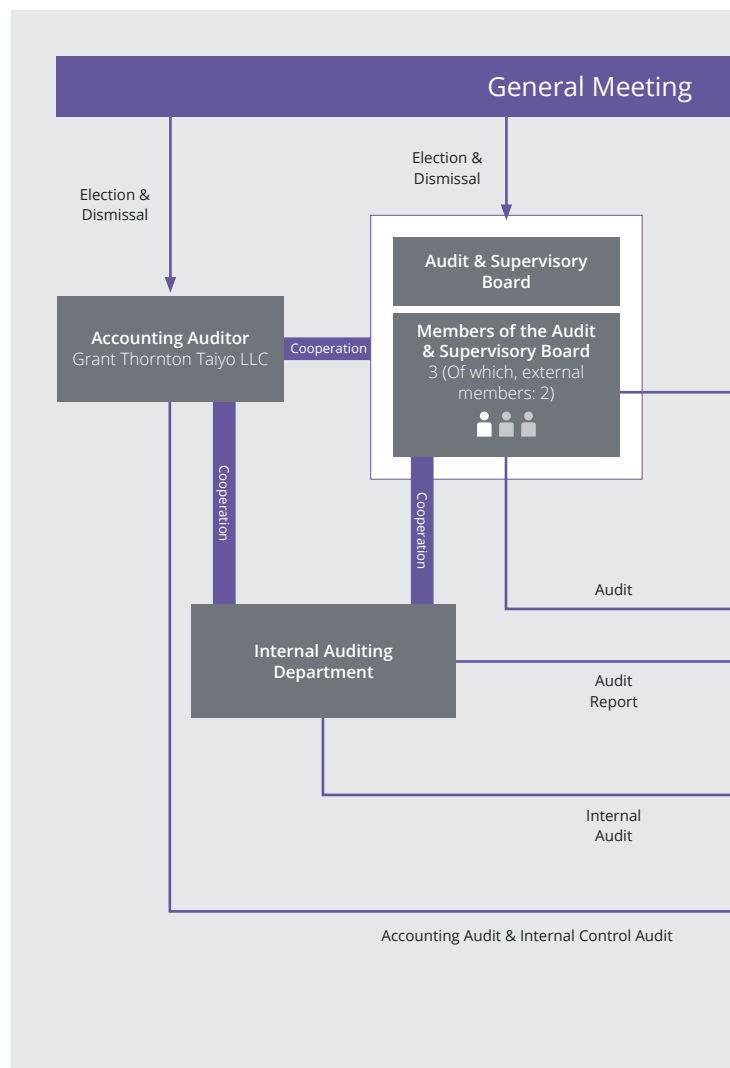 General Meeting
Election &
Dismissal
Election &
Dismissal
Audit & Supervisory
Board
Accounting Auditor
Grant Thornton Taiyo LLC
Cooperation
Members of the Audit
& Supervisory Board
3 (Of which, external
members: 2)
Cooperation
Cooperation
Audit
Internal Auditing
Department
Audit
Report
Internal
Audit
Accounting Audit & Internal Control Audit